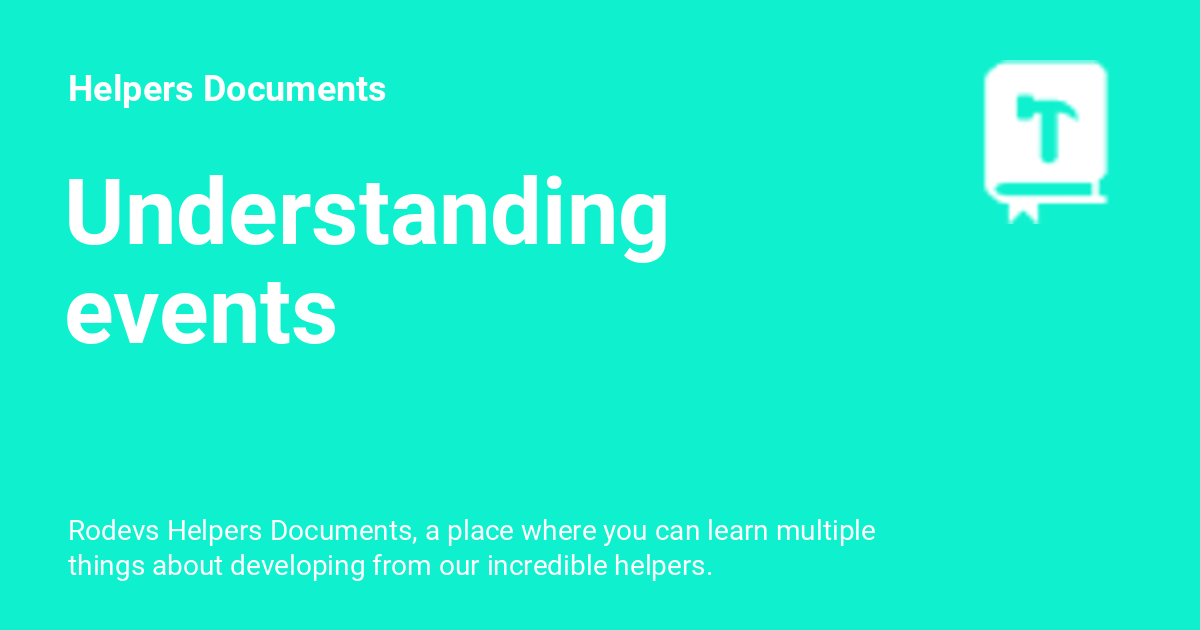 Helpers Documents
Understanding
events
Rodevs Helpers Documents, a place where you can learn multiple
things about developing from our incredible helpers.